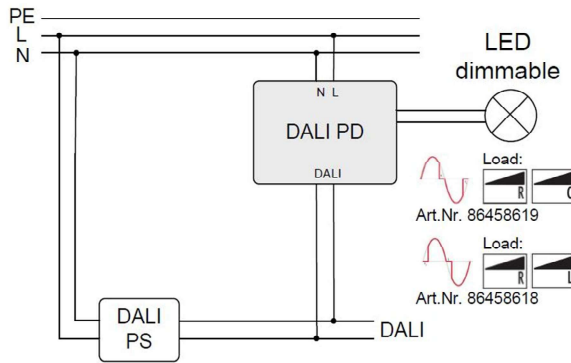 PE
L
N
LED
dimmable
N L
DALI PD
DALI
Load:
R
Art.Nr. 86458619
Load:
R
L
Art.Nr. 86458618
DALI
PS
DALI